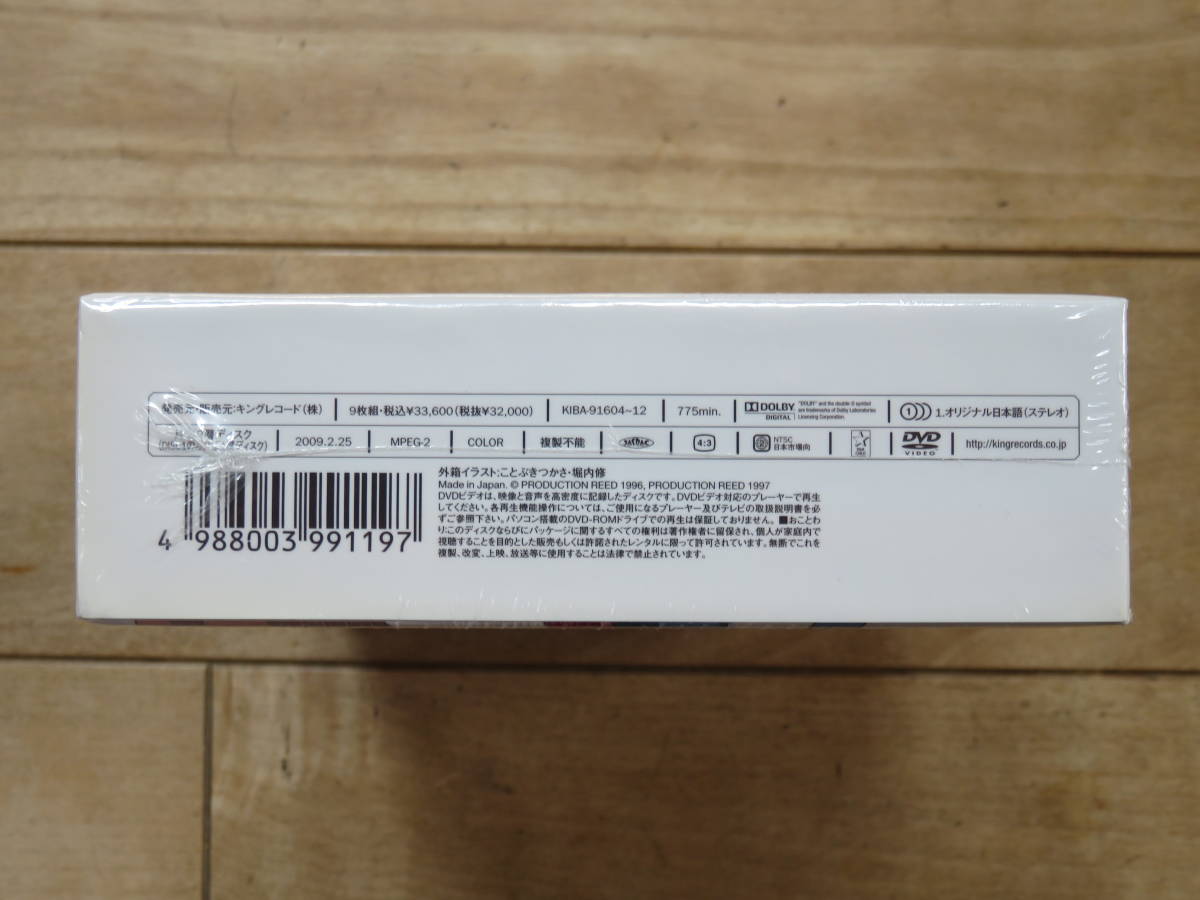 発売元・販売元:キングレコード(株) 9枚組・税込¥33,600(税抜¥32,000) KIBA-91604~12 775min. DOLBY DIGITAL "DOLBY" and the double D symbol are trademarks of Dolby Laboratories Licensing Corporation. 1 1.オリジナル日本語(ステレオ)
ディスク 2009.2.25 MPEG-2 COLOR 複製不能 4:3 2 NTSC 日本市場向 DVD VIDEO http://kingrecords.co.jp
外箱イラスト:ことぶきつかさ・堀内修
Made in Japan. © PRODUCTION REED 1996, PRODUCTION REED 1997
DVDビデオは、映像と音声を高密度に記録したディスクです。DVDビデオ対応のプレーヤーで再生
してください。各再生機能操作については、ご使用になるプレーヤー及びテレビの取扱説明書を必
ずご参照下さい。パソコン搭載のDVD-ROMドライブでの再生は保証しておりません。■おことわ
り:このディスクならびにパッケージに関するすべての権利は著作権者に留保され、個人が家庭内で
視聴することを目的とした販売もしくは許諾されたレンタルに限って許可されています。無断でこれを
複製、改変、上映、放送等に使用することは法律で禁止されています。
4 988003 991197